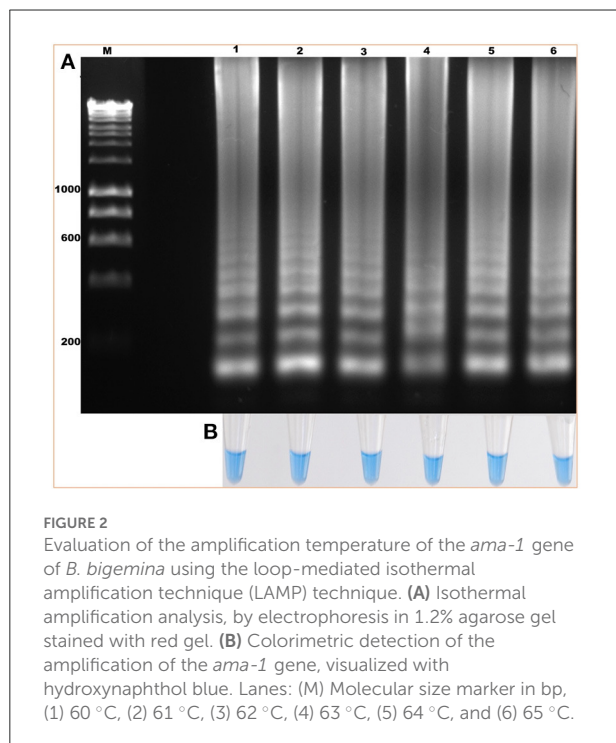 M 1 2 3 4 5 6
A
1000
600
200
B
FIGURE 2
Evaluation of the amplification temperature of the ama-1 gene
of B. bigemina using the loop-mediated isothermal
amplification technique (LAMP) technique. (A) Isothermal
amplification analysis, by electrophoresis in 1.2% agarose gel
stained with red gel. (B) Colorimetric detection of the
amplification of the ama-1 gene, visualized with
hydroxynaphthol blue. Lanes: (M) Molecular size marker in bp,
(1) 60 °C, (2) 61 °C, (3) 62 °C, (4) 63 °C, (5) 64 °C, and (6) 65 °C.